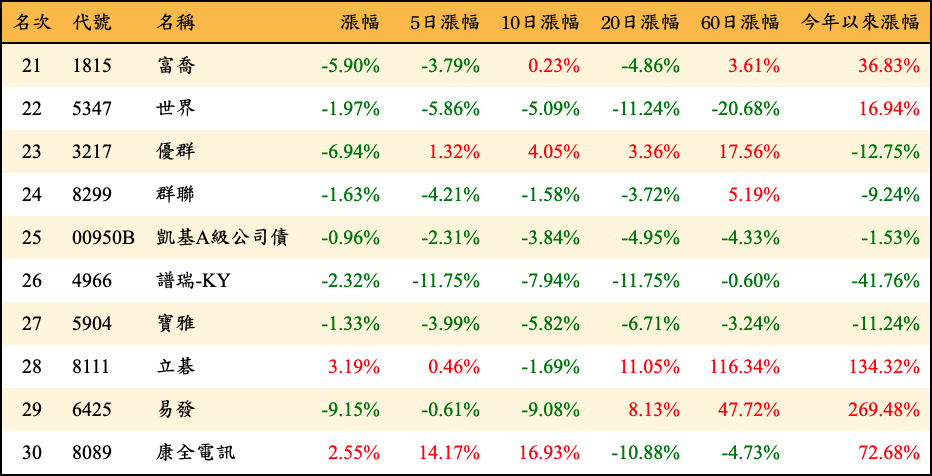 名次 代號 名稱 漲幅 5日漲幅 10日漲幅 20日漲幅 60日漲幅 今年以來漲幅
21 1815 富喬 -5.90% -3.79% 0.23% -4.86% 3.61% 36.83%
22 5347 世界 -1.97% -5.86% -5.09% -11.24% -20.68% 16.94%
23 3217 優群 -6.94% 1.32% 4.05% 3.36% 17.56% -12.75%
24 8299 群聯 -1.63% -4.21% -1.58% -3.72% 5.19% -9.24%
25 00950B 凱基A級公司債 -0.96% -2.31% -3.84% -4.95% -4.33% -1.53%
26 4966 譜瑞-KY -2.32% -11.75% -7.94% -11.75% -0.60% -41.76%
27 5904 寶雅 -1.33% -3.99% -5.82% -6.71% -3.24% -11.24%
28 8111 立碁 3.19% 0.46% -1.69% 11.05% 116.34% 134.32%
29 6425 易發 -9.15% -0.61% -9.08% 8.13% 47.72% 269.48%
30 8089 康全電訊 2.55% 14.17% 16.93% -10.88% -4.73% 72.68%